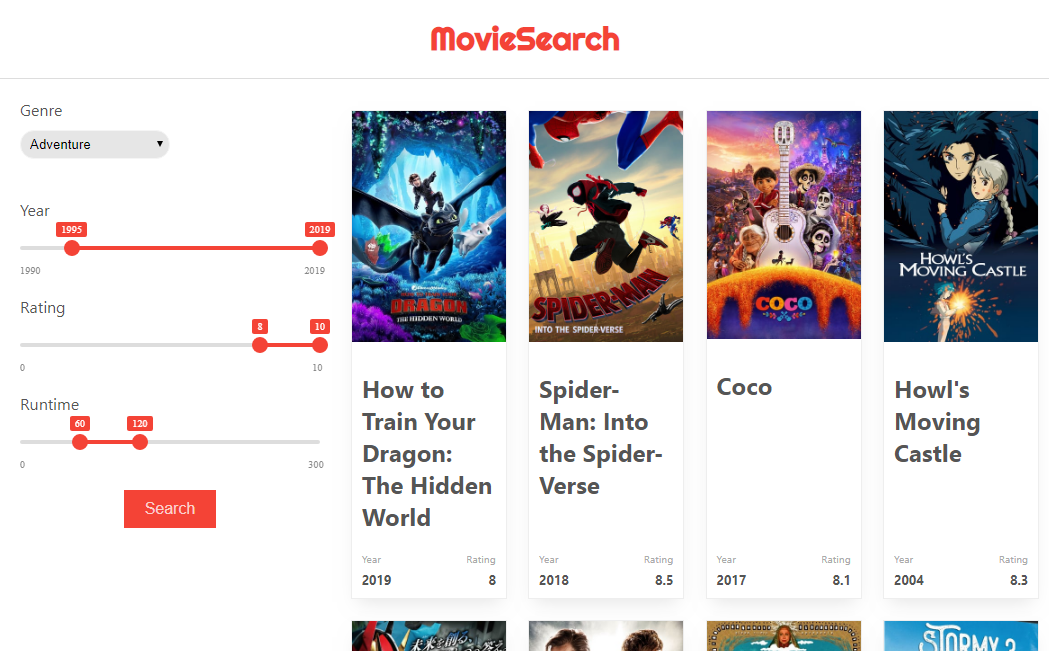 MovieSearch
Genre
Adventure
Year
1995
2019
1990
2019
Rating
8
10
0
10
Runtime
60
120
0
300
Search
DRAGON
THE HIDDEN WORLD
How to
Train Your
Dragon:
The Hidden
World
Year
Rating
2019
8
SPIDER-MAN
INTO THE SPIDER-VERSE
Spider-
Man: Into
the Spider-
Verse
Year
Rating
2018
8.5
COCO
Coco
Year
Rating
2017
8.1
HOWL'S
MOVING CASTLE
Howl's
Moving
Castle
Year
Rating
2004
8.3